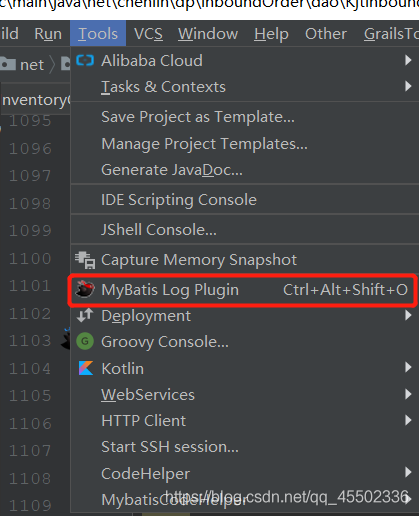 c\main\java\net\chenlin\dp\inboundOrder\dao\KjtInbound
ild Run Tools VCS Window Help Other GrailsTo
net
nventoryC
Alibaba Cloud
Tasks & Contexts
Save Project as Template...
Manage Project Templates...
Generate JavaDoc...
IDE Scripting Console
JShell Console...
Capture Memory Snapshot
MyBatis Log Plugin Ctrl+Alt+Shift+O
Deployment
Groovy Console...
Kotlin
WebServices
HTTP Client
Start SSH session...
CodeHelper
MybatisCodeHelper
1095
1096
1097
1098
1099
1100
1101
1102
1103
1104
1105
1106
1107
1108
1109
https://blog.csdn.net/qq_45502336